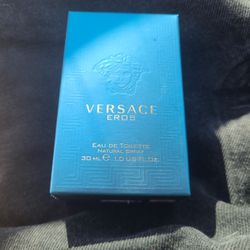 VERSACE
EROS
EAU DE TOILETTE
NATURAL SPRAY
30 ML ℮ 1.0 US FL.OZ.